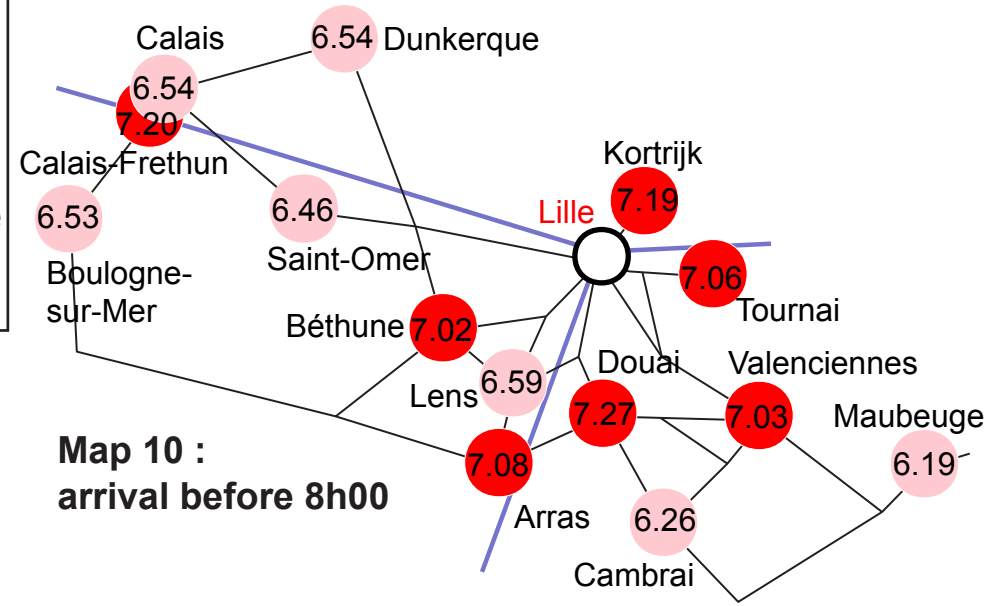 Calais
6.54
Dunkerque
6.54
7.20
Calais-Frethun
Kortrijk
7.19
Lille
6.46
6.53
Saint-Omer
Boulogne-
sur-Mer
7.06
Tournai
Béthune
7.02
Douai
Valenciennes
Lens
6.59
7.27
7.03
Maubeuge
6.19
Map 10 :
arrival before 8h00
7.08
Arras
6.26
Cambrai